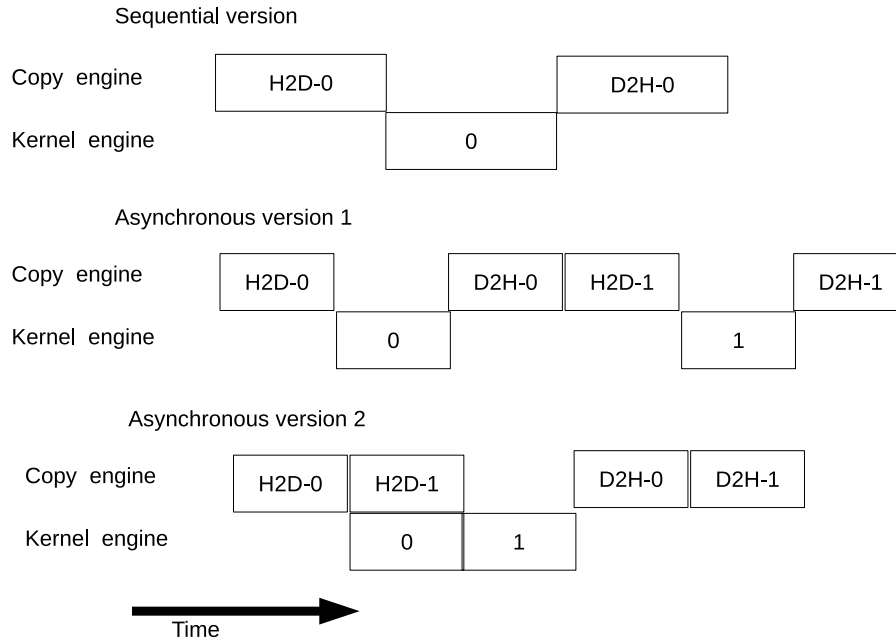 Sequential version
Copy engine
H2D-0
D2H-0
Kernel engine
0
Asynchronous version 1
Copy engine
H2D-0
D2H-0
H2D-1
D2H-1
Kernel engine
0
1
Asynchronous version 2
Copy engine
H2D-0
H2D-1
D2H-0
D2H-1
Kernel engine
0
1
Time